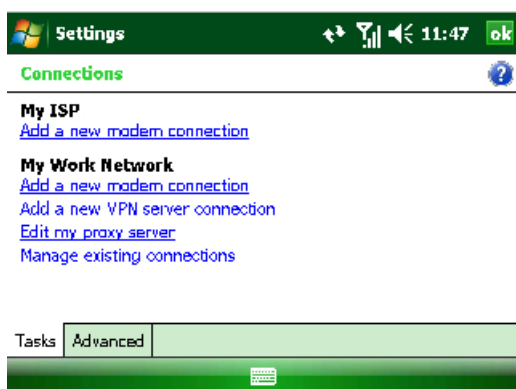 Settings 11:47 ok
Connections ?
My ISP
Add a new modem connection
My Work Network
Add a new modem connection
Add a new VPN server connection
Edit my proxy server
Manage existing connections
Tasks Advanced